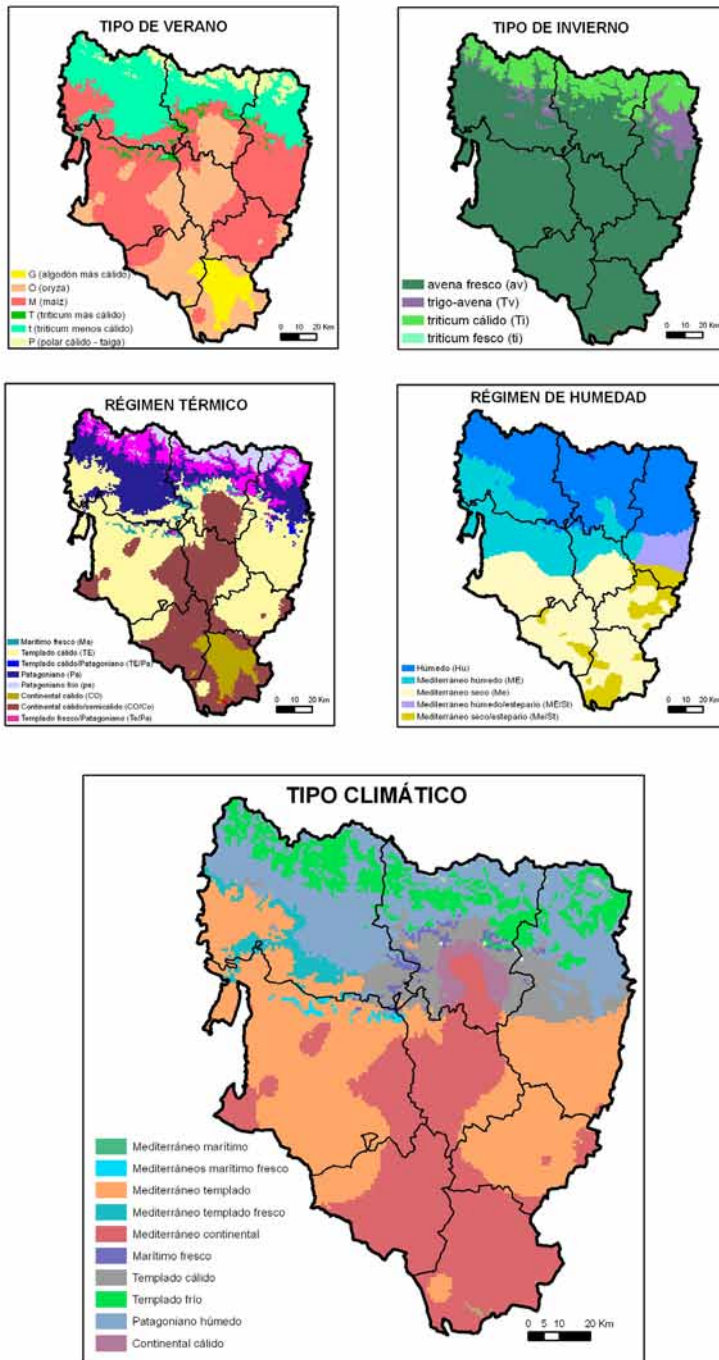 TIPO DE VERANO
G (algodón más cálido)
O (oryza)
M (maíz)
T (triticum más cálido)
t (triticum menos cálido)
P (polar cálido - taiga)
0 10 20 Km
TIPO DE INVIERNO
avena fresco (av)
trigo-avena (Tv)
triticum cálido (Ti)
triticum fesco (ti)
0 10 20 Km
RÉGIMEN TÉRMICO
Marítimo fresco (Ma)
Templado cálido (TE)
Templado cálido/Patagoniano (TE/Pa)
Patagoniano (Pa)
Patagoniano frío (pa)
Continental cálido (CO)
Continental cálido/semicálido (CO/Co)
Templado fresco/Patagoniano (Te/Pa)
0 10 20 Km
RÉGIMEN DE HUMEDAD
Húmedo (Hu)
Mediterráneo húmedo (ME)
Mediterráneo seco (Me)
Mediterráneo húmedo/estepario (ME/St)
Mediterráneo seco/estepario (Me/St)
0 10 20 Km
TIPO CLIMÁTICO
Mediterráneo marítimo
Mediterráneos marítimo fresco
Mediterráneo templado
Mediterráneo templado fresco
Mediterráneo continental
Marítimo fresco
Templado cálido
Templado frío
Patagoniano húmedo
Continental cálido
0 5 10 20 Km